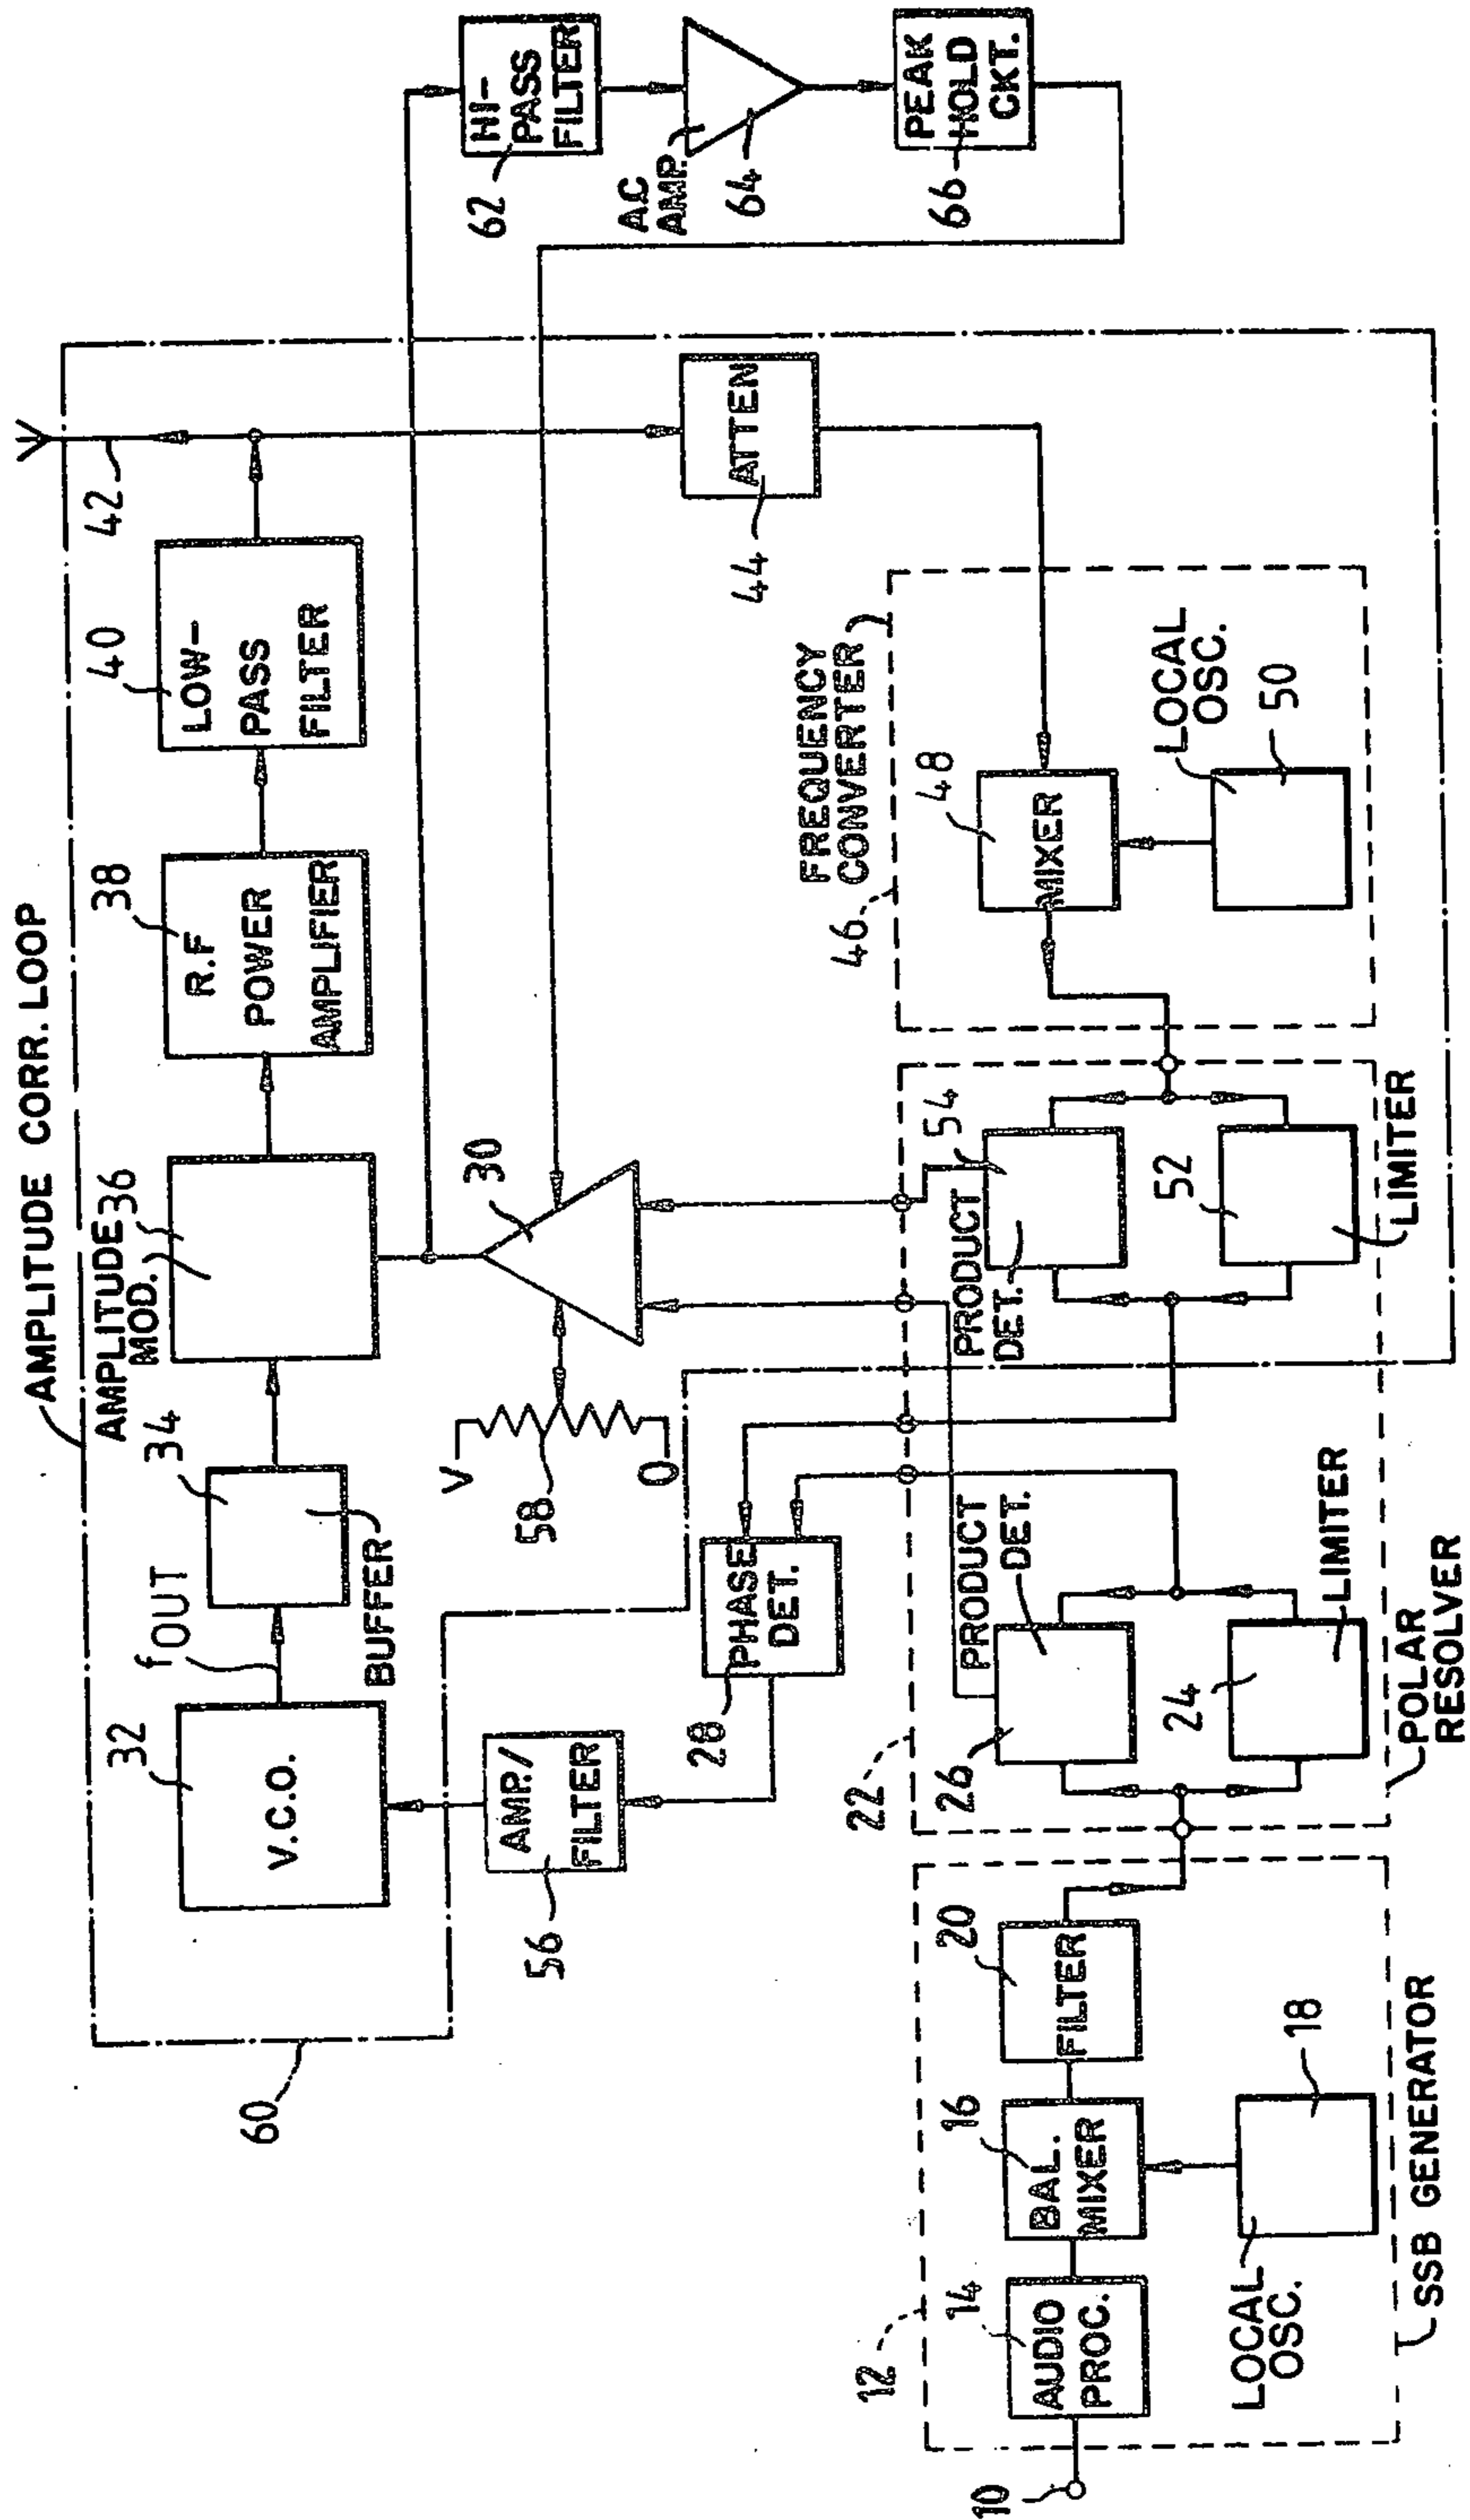 AMPLITUDE CORR. LOOP
60
32
V.C.O.
fOUT
34
BUFFER
AMPLITUDE
MOD.
36
38
R.F
POWER
AMPLIFIER
40
LOW-
PASS
FILTER
42
56
AMP./
FILTER
V
58
O
30
62
HI-
PASS
FILTER
AC
AMP.
64
66
PEAK
HOLD
CKT.
28
PHASE
DET.
44
ATTEN
FREQUENCY
CONVERTER
46
48
MIXER
LOCAL
OSC.
50
22
26
PRODUCT
DET.
24
LIMITER
PRODUCT
DET.
54
52
LIMITER
POLAR
RESOLVER
10
12
14
AUDIO
PROC.
16
BAL.
MIXER
20
FILTER
LOCAL
OSC.
18
SSB GENERATOR